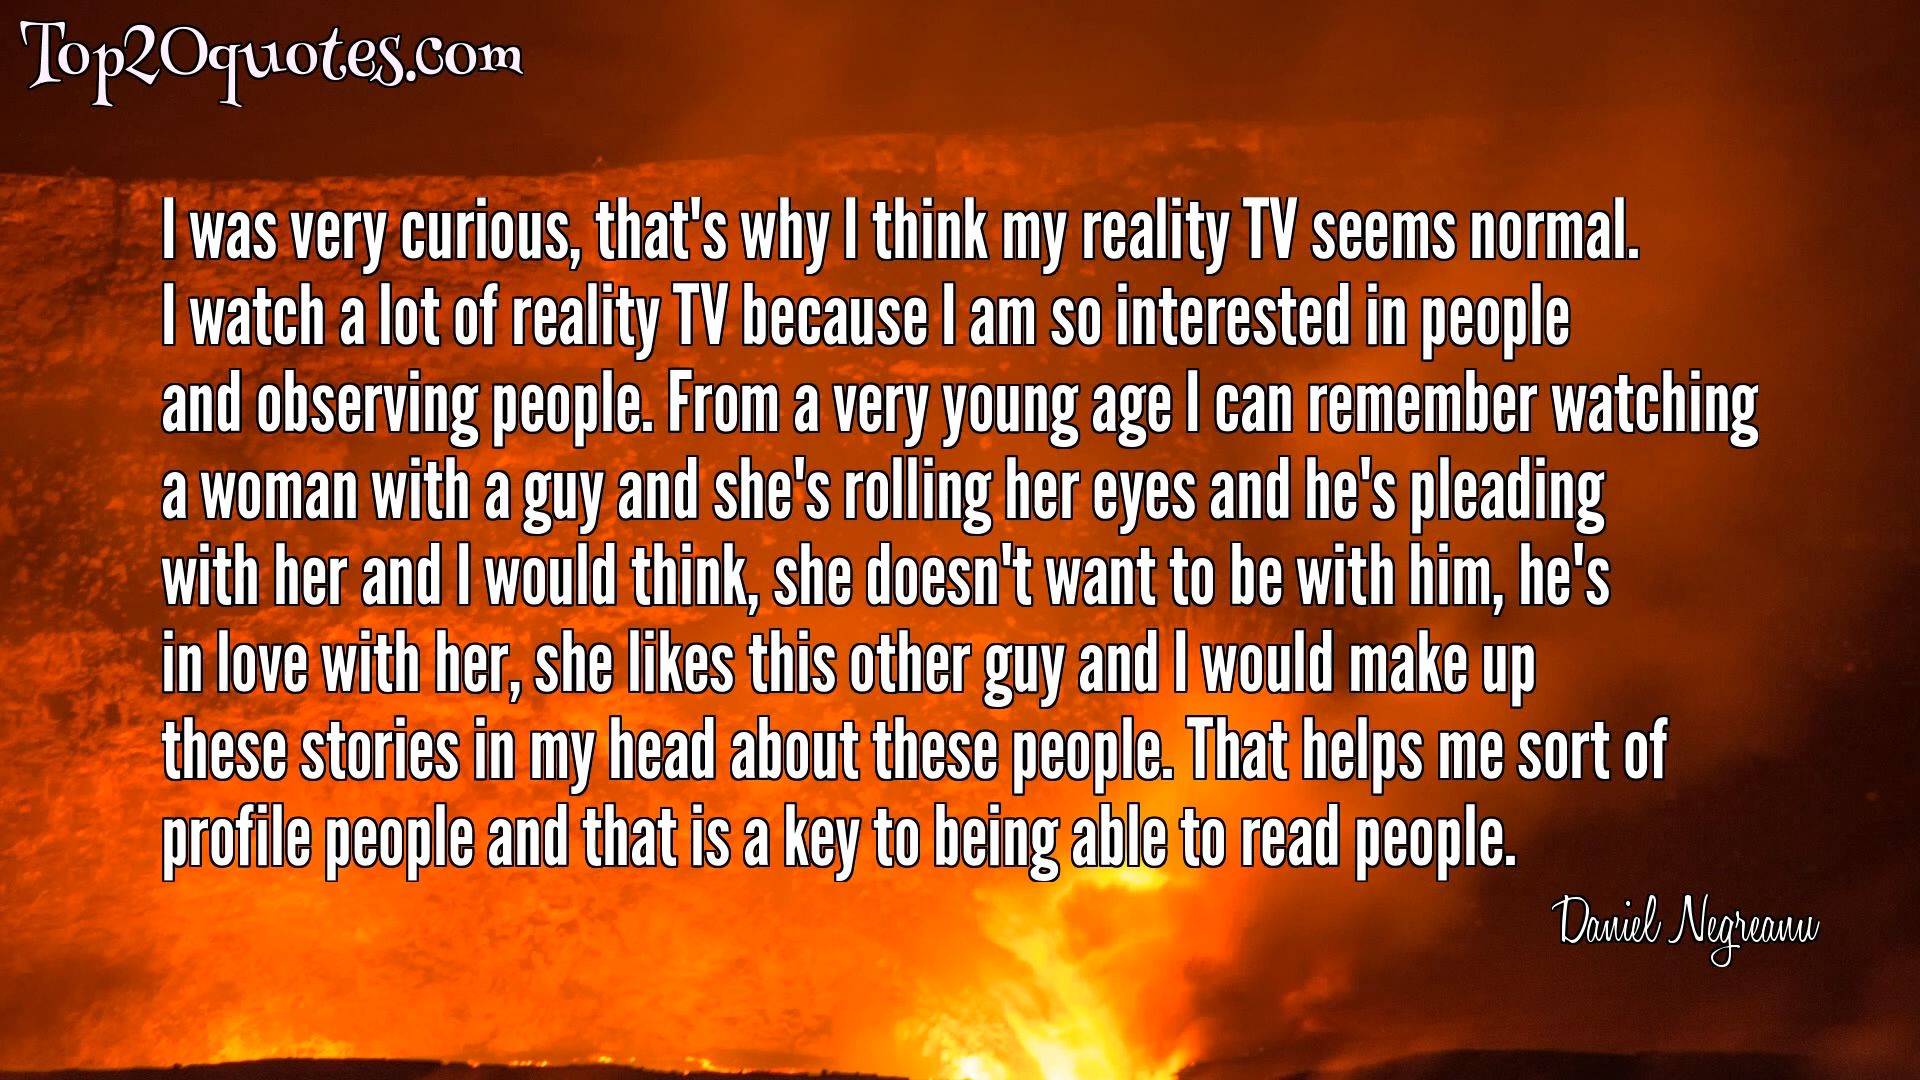 Top20quotes.com
I was very curious, that's why I think my reality TV seems normal.
I watch a lot of reality TV because I am so interested in people
and observing people. From a very young age I can remember watching
a woman with a guy and she's rolling her eyes and he's pleading
with her and I would think, she doesn't want to be with him, he's
in love with her, she likes this other guy and I would make up
these stories in my head about these people. That helps me sort of
profile people and that is a key to being able to read people.
Daniel Negreanu